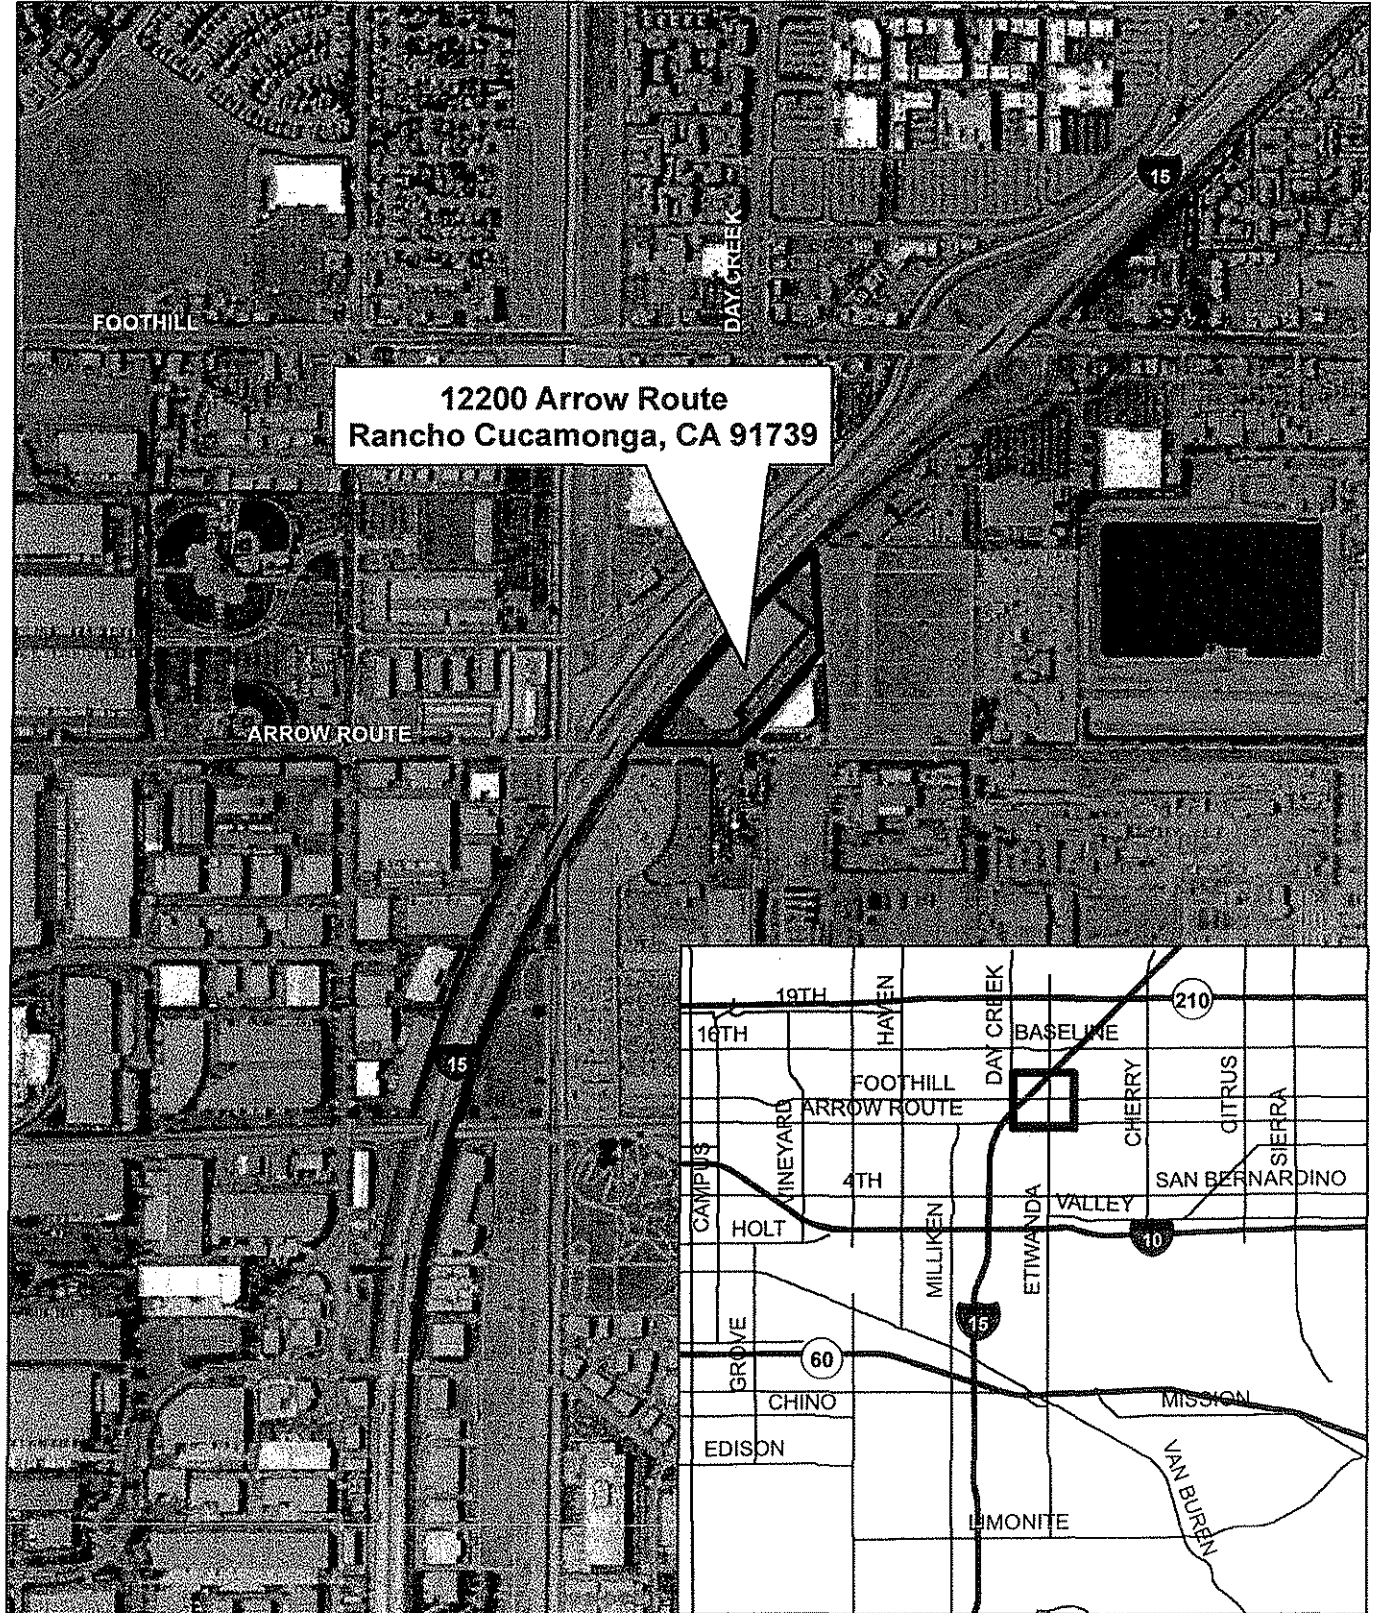 15
DAY CREEK
FOOTHILL
12200 Arrow Route
Rancho Cucamonga, CA 91739
ARROW ROUTE
15
19TH
HAVEN
DAY CREEK
210
16TH
BASELINE
FOOTHILL
ARROW ROUTE
CHERRY
CITRUS
SIERRA
CAMPUS
VINEYARD
4TH
SAN BERNARDINO
MILLIKEN
ETIWANDA
VALLEY
HOLT
10
15
GROVE
60
CHINO
MISSION
EDISON
VAN BUREN
LIMONITE